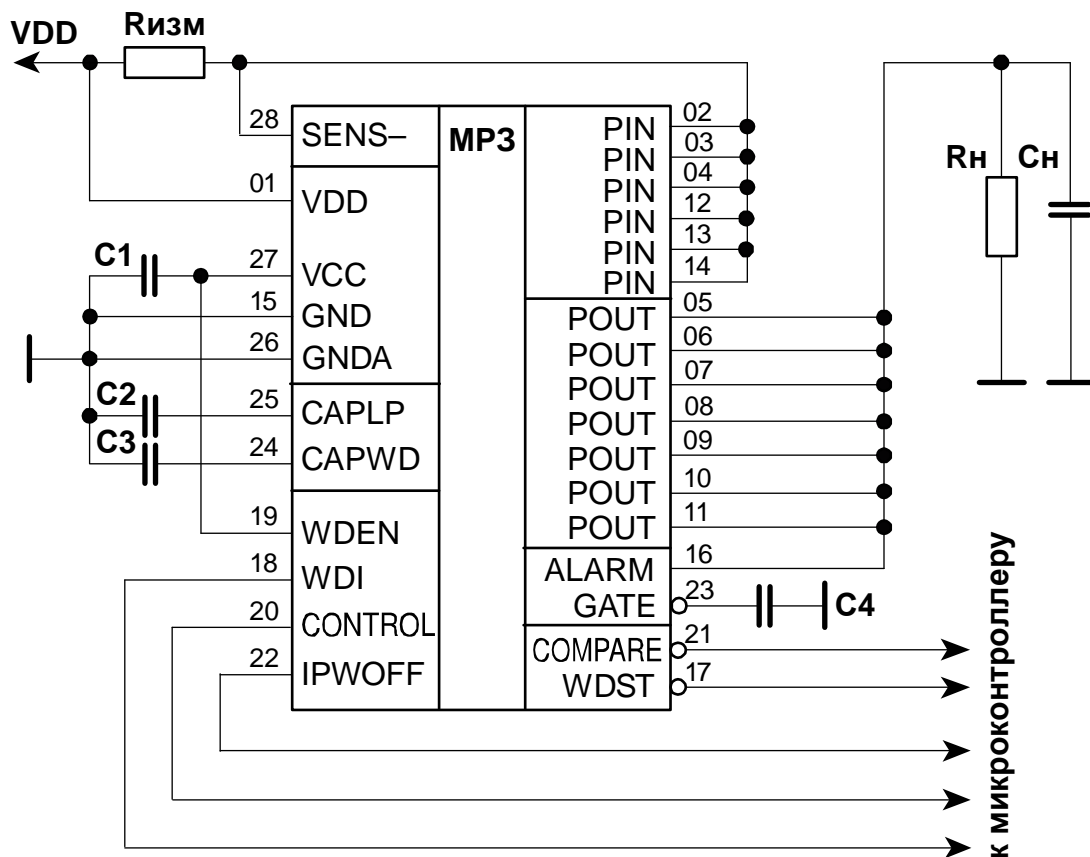 VDD
Rизм
28
SENS–
01
VDD
C1
27
VCC
15
GND
26
GNDA
C2
25
CAPLP
C3
24
CAPWD
19
WDEN
18
WDI
20
CONTROL
22
IPWOFF
МРЗ
PIN
02
PIN
03
PIN
04
PIN
12
PIN
13
PIN
14
POUT
05
POUT
06
POUT
07
POUT
08
POUT
09
POUT
10
POUT
11
ALARM
16
GATE
23
C4
COMPARE
21
WDST
17
Rн
Cн
к микроконтроллеру